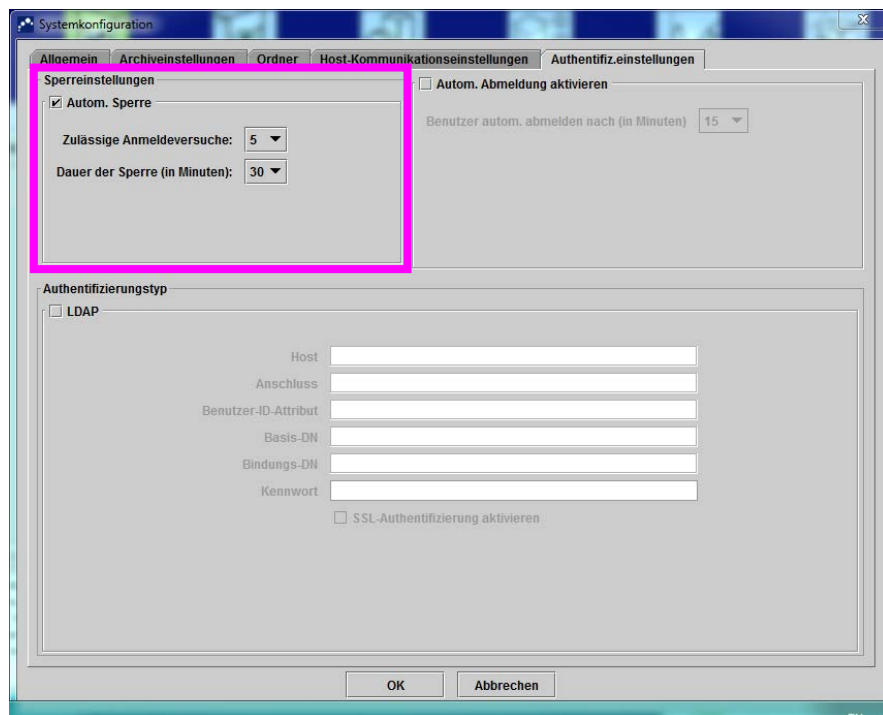 Systemkonfiguration
Allgemein Archiveinstellungen Ordner Host-Kommunikationseinstellungen Authentifiz.einstellungen
Sperreinstellungen
Autom. Sperre
Zulässige Anmeldeversuche: 5
Dauer der Sperre (in Minuten): 30
Autom. Abmeldung aktivieren
Benutzer autom. abmelden nach (in Minuten) 15
Authentifizierungstyp
LDAP
Host
Anschluss
Benutzer-ID-Attribut
Basis-DN
Bindungs-DN
Kennwort
SSL-Authentifizierung aktivieren
OK Abbrechen